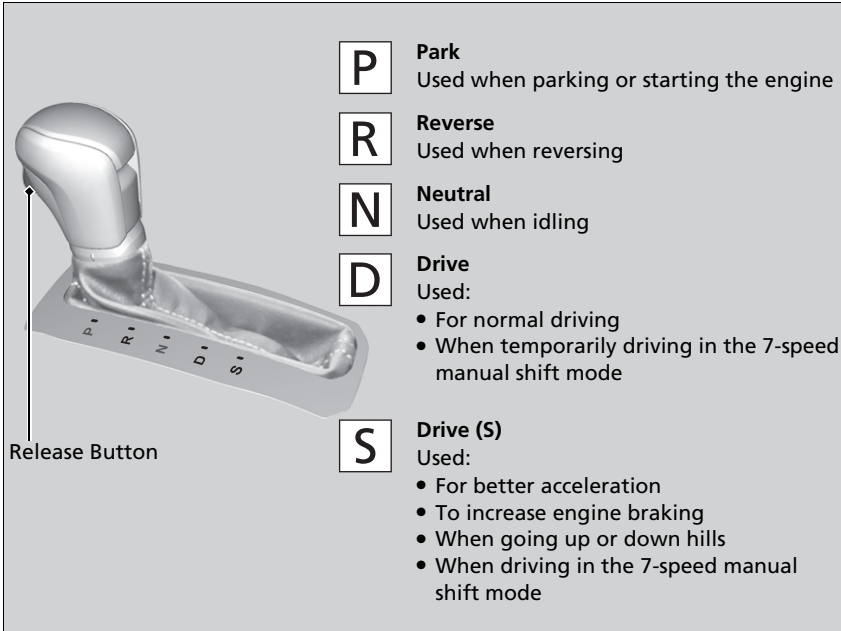 P
Park
Used when parking or starting the engine
R
Reverse
Used when reversing
N
Neutral
Used when idling
D
Drive
Used:
• For normal driving
• When temporarily driving in the 7-speed
manual shift mode
S
Drive (S)
Used:
• For better acceleration
• To increase engine braking
• When going up or down hills
• When driving in the 7-speed manual
shift mode
P
R
N
D
S
Release Button